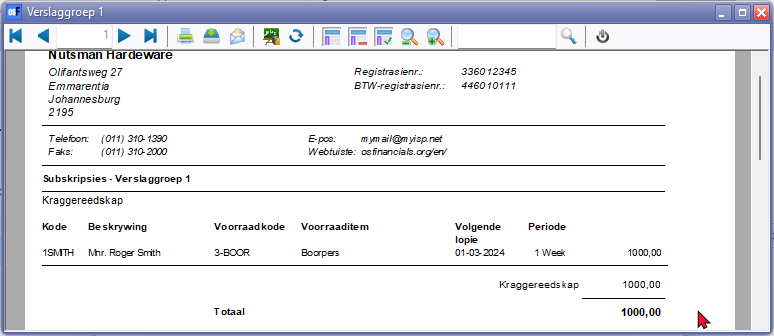 Verslaggroep 1
1
Nutsman Hardeware
Olifantsweg 27
Registrasienr.: 336012345
Emmarentia
BTW-registrasienr.: 446010111
Johannesburg
2195
Telefoon: (011) 310-1390 E-pos: mymail@myisp.net
Faks: (011) 310-2000 Webtuiste: osfinancials.org/en/
Subskripsies - Verslaggroep 1
Kraggereedskap
Kode Beskrywing Voorraadkode Voorraaditem Volgende lopie Periode
1SMITH Mnr. Roger Smith 3-BOOR Boorpers 01-03-2024 1 Week 1000,00
Kraggereedskap 1000,00
Totaal 1000,00